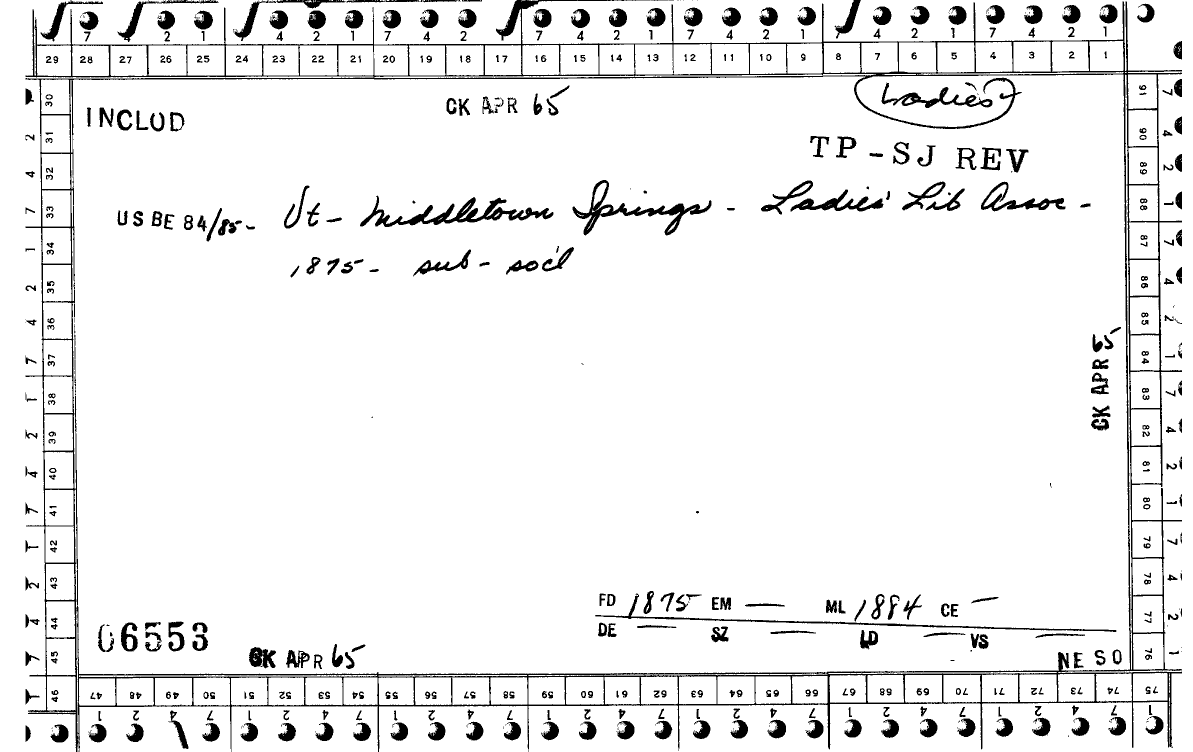 7 4 2 1 7 4 2 1 7 4 2 1 7 4 2 1 7 4 2 1 7 4 2 1 7 4 2 1
29 28 27 26 25 24 23 22 21 20 19 18 17 16 15 14 13 12 11 10 9 8 7 6 5 4 3 2 1
INCLUD CK APR 65 Ladies'
TP-SJ REV
US BE 84/85- Vt- Middletown Springs - Ladies' Lib Assoc -
1875 - sub - soc'l
CK APR 65
FD 1875 EM — ML 1884 CE —
DE — SZ — LD — VS —
06553 CK APR 65 NE SO
30 31 32 33 34 35 36 37 38 39 40 41 42 43 44 45 46
91 90 89 88 87 86 85 84 83 82 81 80 79 78 77 76
47 48 49 50 51 52 53 54 55 56 57 58 59 60 61 62 63 64 65 66 67 68 69 70 71 72 73 74 75
1 2 4 7 1 2 4 7 1 2 4 7 1 2 4 7 1 2 4 7 1 2 4 7 1 2 4 7 1